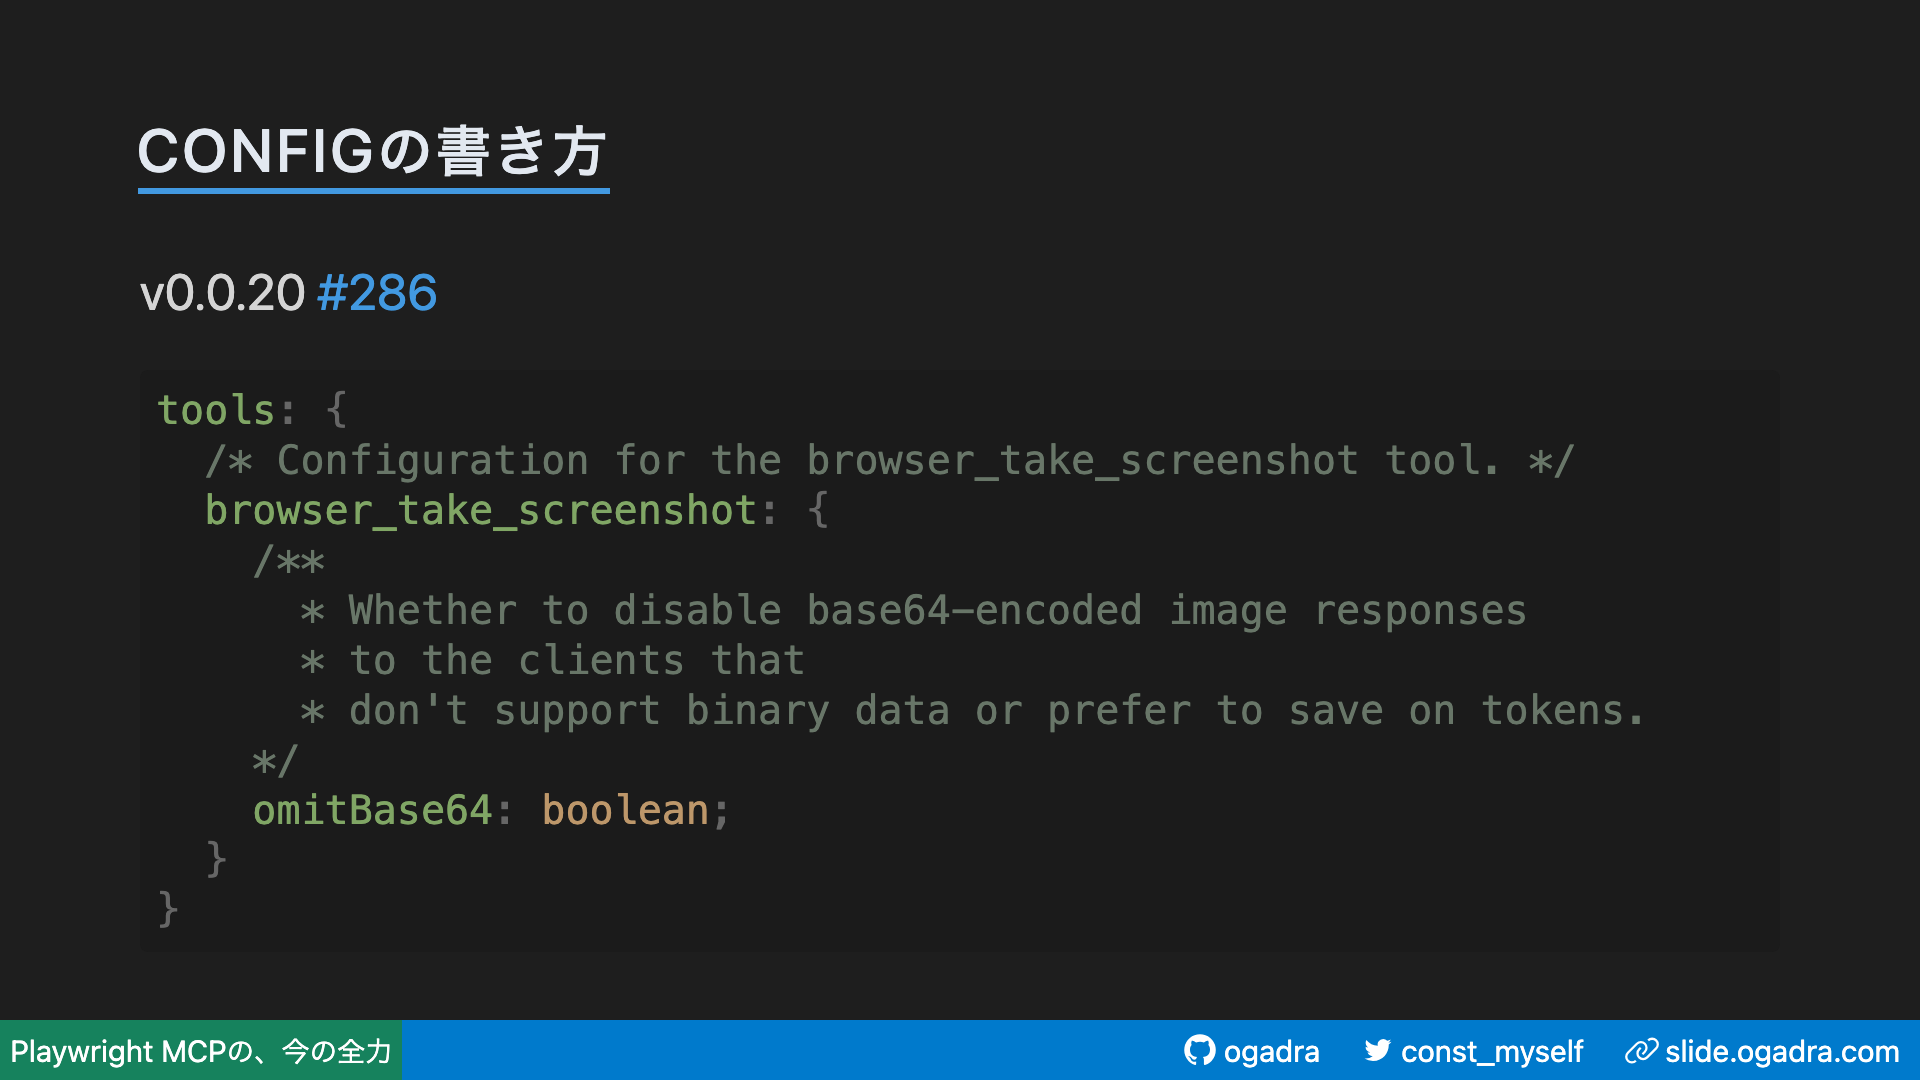 CONFIGの書き方
v0.0.20 #286
tools: {
  /* Configuration for the browser_take_screenshot tool. */
  browser_take_screenshot: {
    /**
      * Whether to disable base64-encoded image responses
      * to the clients that
      * don't support binary data or prefer to save on tokens.
    */
    omitBase64: boolean;
  }
}
Playwright MCPの、今の全力
ogadra const_myself slide.ogadra.com